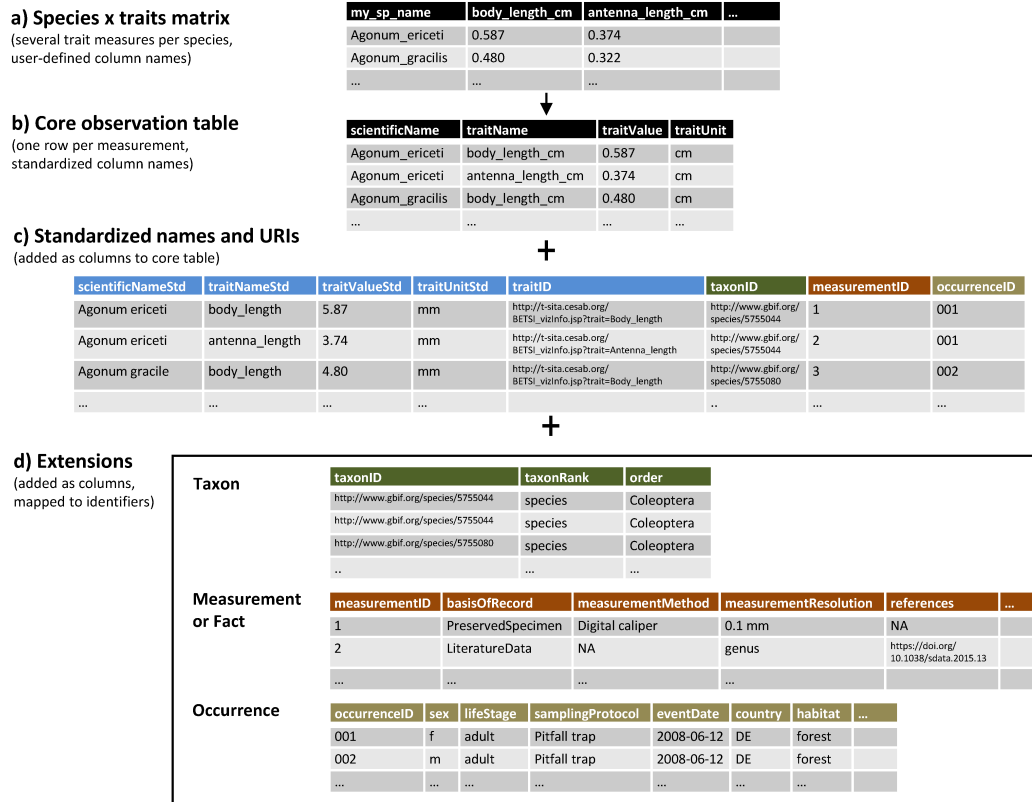 a) Species x traits matrix
(several trait measures per species,
user-defined column names)
my_sp_name body_length_cm antenna_length_cm ...
Agonum_ericeti 0.587 0.374
Agonum_gracilis 0.480 0.322
... ... ...
b) Core observation table
(one row per measurement,
standardized column names)
scientificName traitName traitValue traitUnit
Agonum_ericeti body_length_cm 0.587 cm
Agonum_ericeti antenna_length_cm 0.374 cm
Agonum_gracilis body_length_cm 0.480 cm
... ... ... ...
+
c) Standardized names and URIs
(added as columns to core table)
scientificNameStd traitNameStd traitValueStd traitUnitStd traitID taxonID measurementID occurrenceID
Agonum ericeti body_length 5.87 mm http://t-sita.cesab.org/ http://www.gbif.org/ 1 001
BETSI_vizInfo.jsp?trait=Body_length species/5755044
Agonum ericeti antenna_length 3.74 mm http://t-sita.cesab.org/ http://www.gbif.org/ 2 001
BETSI_vizInfo.jsp?trait=Antenna_length species/5755044
Agonum gracile body_length 4.80 mm http://t-sita.cesab.org/ http://www.gbif.org/ 3 002
BETSI_vizInfo.jsp?trait=Body_length species/5755080
... ... ... ... .. ... ...
+
d) Extensions
(added as columns,
mapped to identifiers)
Taxon
taxonID taxonRank order
http://www.gbif.org/species/5755044 species Coleoptera
http://www.gbif.org/species/5755044 species Coleoptera
http://www.gbif.org/species/5755080 species Coleoptera
.. ... ...
Measurement
or Fact
measurementID basisOfRecord measurementMethod measurementResolution references ...
1 PreservedSpecimen Digital caliper 0.1 mm NA
2 LiteratureData NA genus https://doi.org/
10.1038/sdata.2015.13
... ... ... ... ...
Occurrence
occurrenceID sex lifeStage samplingProtocol eventDate country habitat ...
001 f adult Pitfall trap 2008-06-12 DE forest
002 m adult Pitfall trap 2008-06-12 DE forest
... ... ... ... ... ... ...